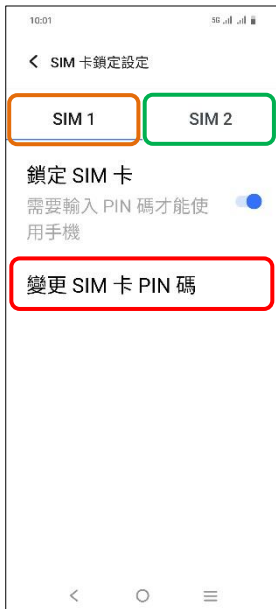 10:01
5G
SIM 卡鎖定設定
SIM 1
SIM 2
鎖定 SIM 卡
需要輸入 PIN 碼才能使
用手機
變更 SIM 卡 PIN 碼